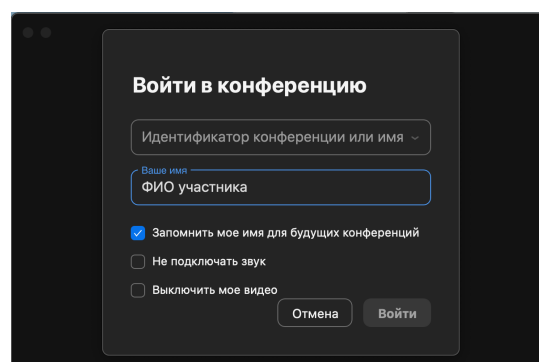 Войти в конференцию
Идентификатор конференции или имя
Ваше имя
ФИО участника
Запомнить мое имя для будущих конференций
Не подключать звук
Выключить мое видео
Отмена Войти